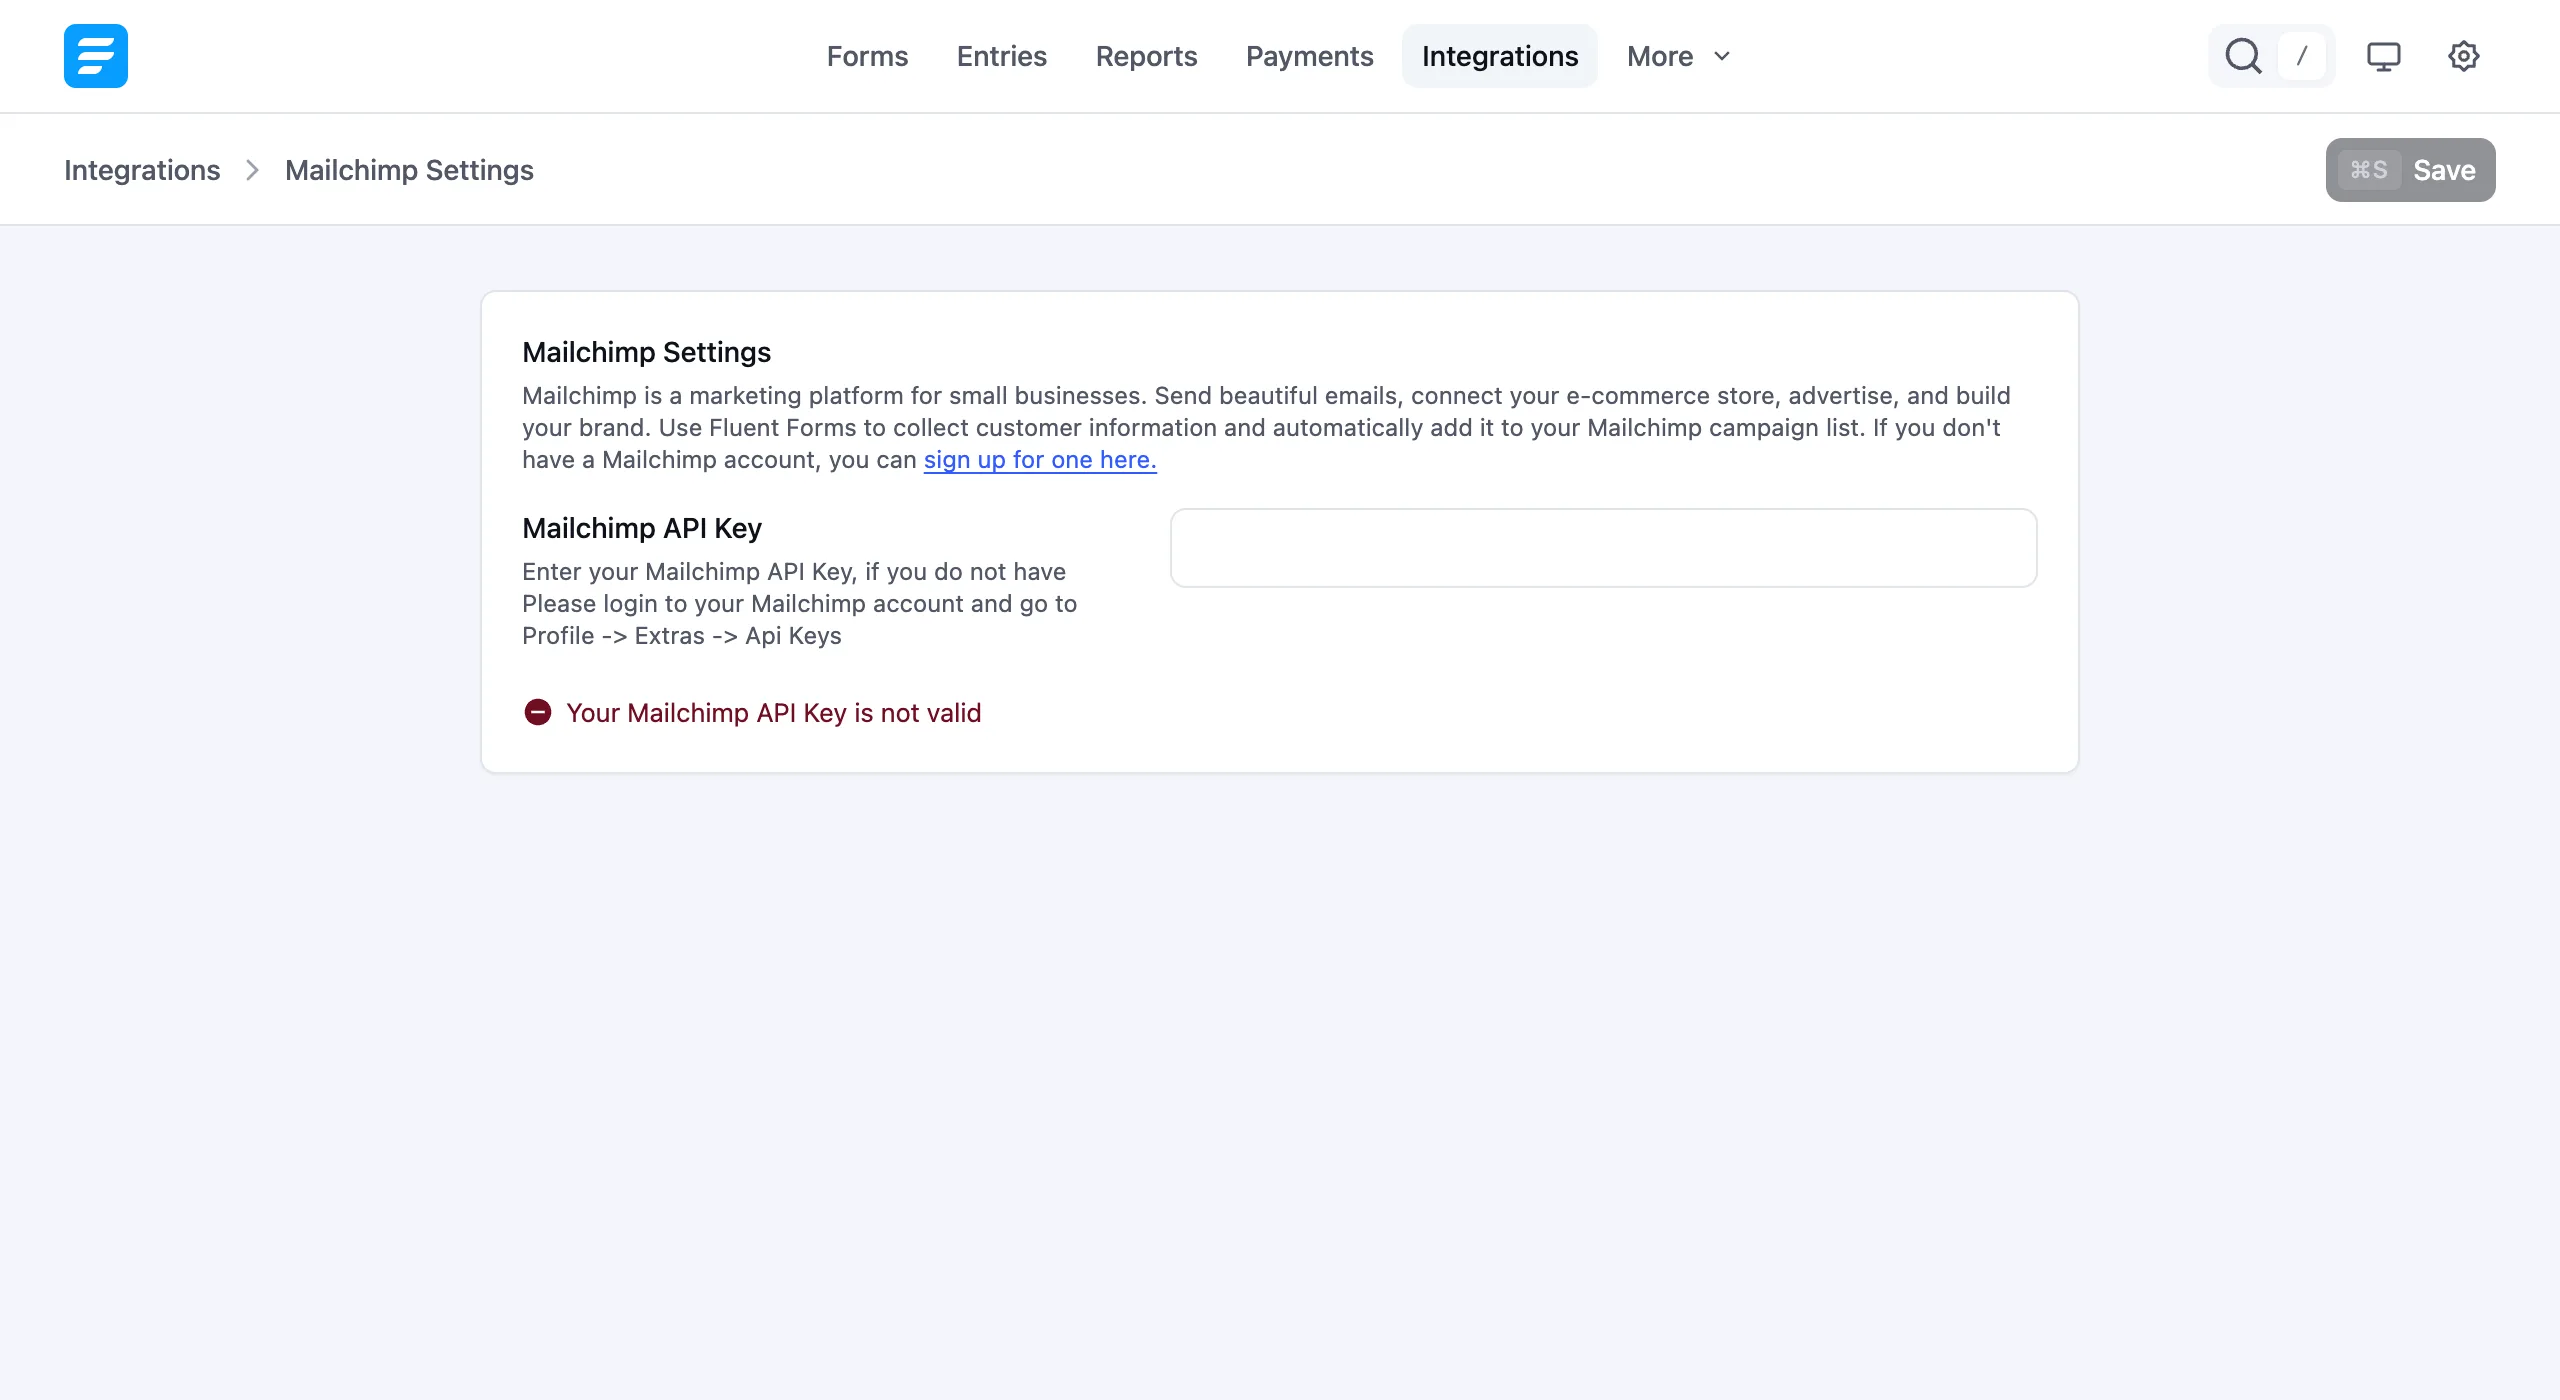 Forms
Entries
Reports
Payments
Integrations
More
/
Integrations
Mailchimp Settings
⌘S
Save
Mailchimp Settings
Mailchimp is a marketing platform for small businesses. Send beautiful emails, connect your e-commerce store, advertise, and build
your brand. Use Fluent Forms to collect customer information and automatically add it to your Mailchimp campaign list. If you don't
have a Mailchimp account, you can sign up for one here.
Mailchimp API Key
Enter your Mailchimp API Key, if you do not have
Please login to your Mailchimp account and go to
Profile -> Extras -> Api Keys
Your Mailchimp API Key is not valid